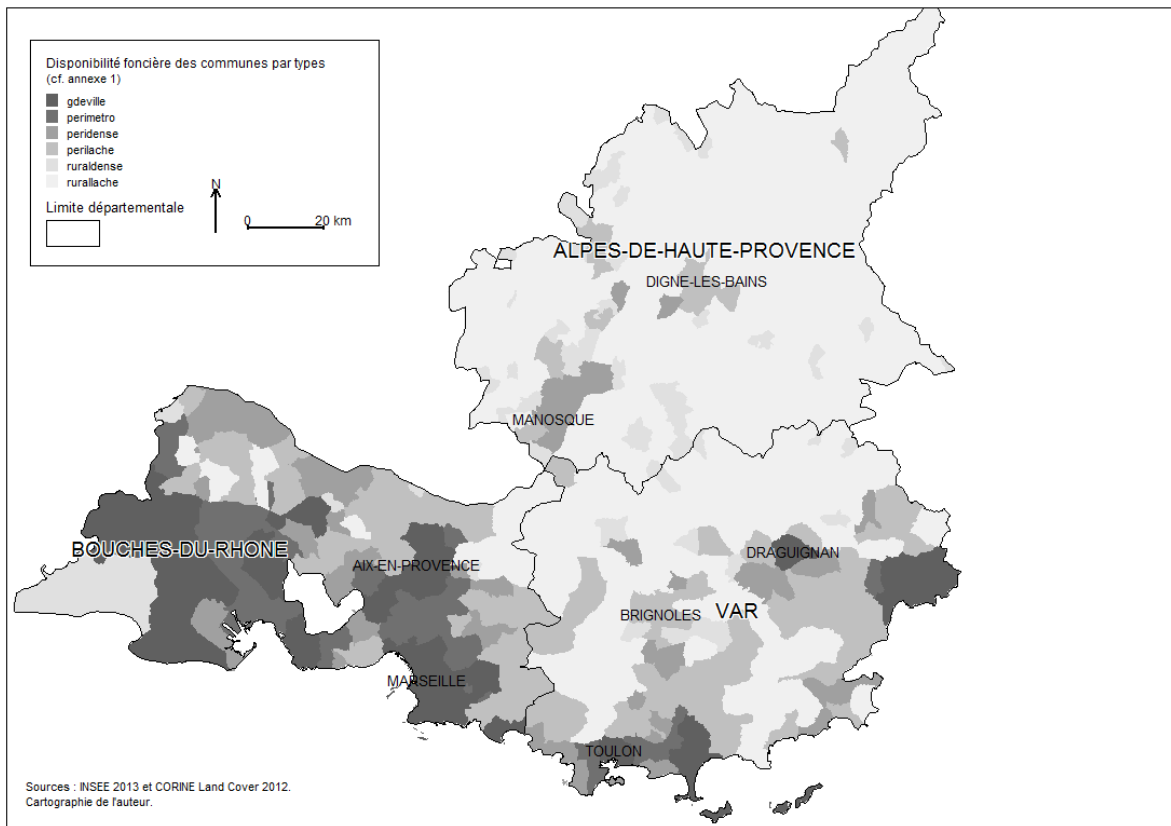 Disponibilité foncière des communes par types
(cf. annexe 1)
gdeville
perimetro
peridense
perilache
ruraldense
rurallache
Limite départementale
N
0 20 km
ALPES-DE-HAUTE-PROVENCE
DIGNE-LES-BAINS
MANOSQUE
BOUCHES-DU-RHONE
AIX-EN-PROVENCE
DRAGUIGNAN
BRIGNOLES
VAR
MARSEILLE
TOULON
Sources : INSEE 2013 et CORINE Land Cover 2012.
Cartographie de l'auteur.